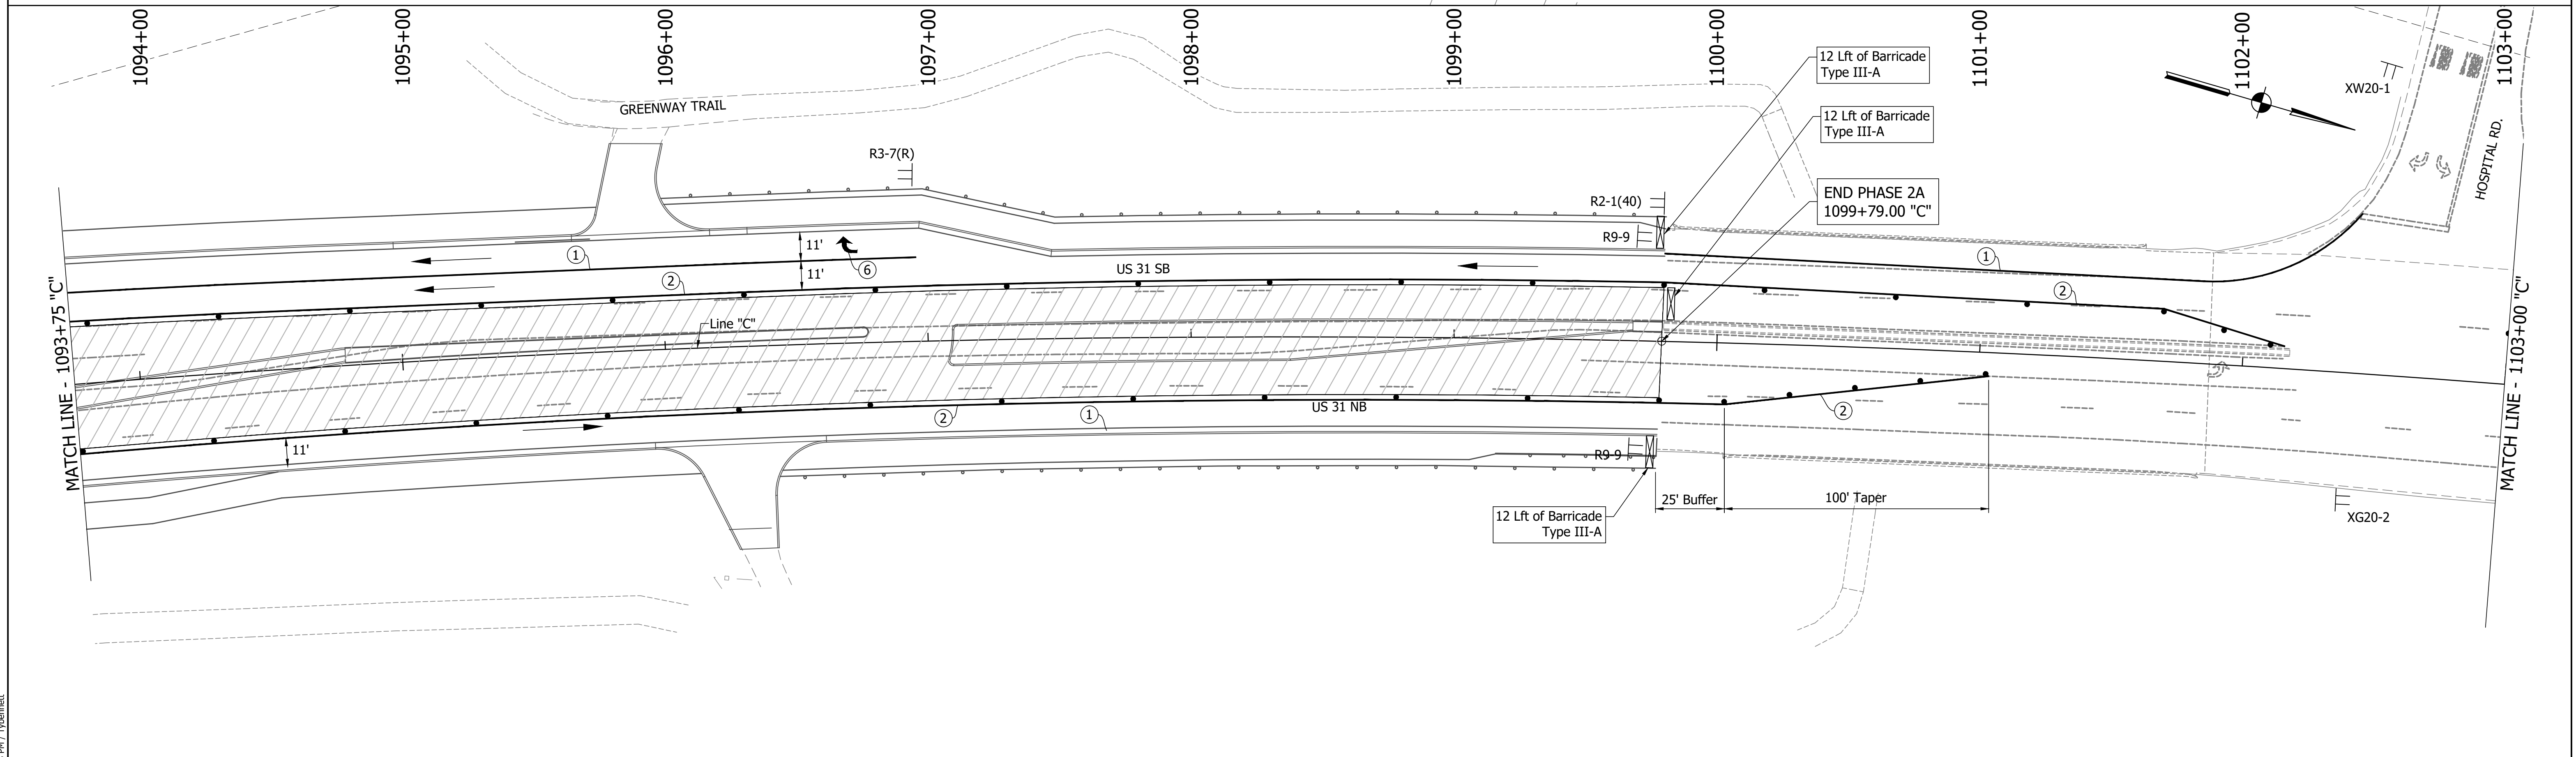 1094+00
1095+00
1096+00
1097+00
1098+00
1099+00
1100+00
1101+00
1102+00
1103+00
12 Lft of Barricade
Type III-A
XW20-1
GREENWAY TRAIL
12 Lft of Barricade
Type III-A
HOSPITAL RD.
R3-7(R)
END PHASE 2A
1099+79.00 "C"
R2-1(40)
R9-9
11'
6
1
US 31 SB
1
11'
2
2
MATCH LINE - 1093+75 "C"
Line "C"
MATCH LINE - 1103+00 "C"
US 31 NB
2
1
2
11'
R9-9
25' Buffer
100' Taper
12 Lft of Barricade
Type III-A
XG20-2